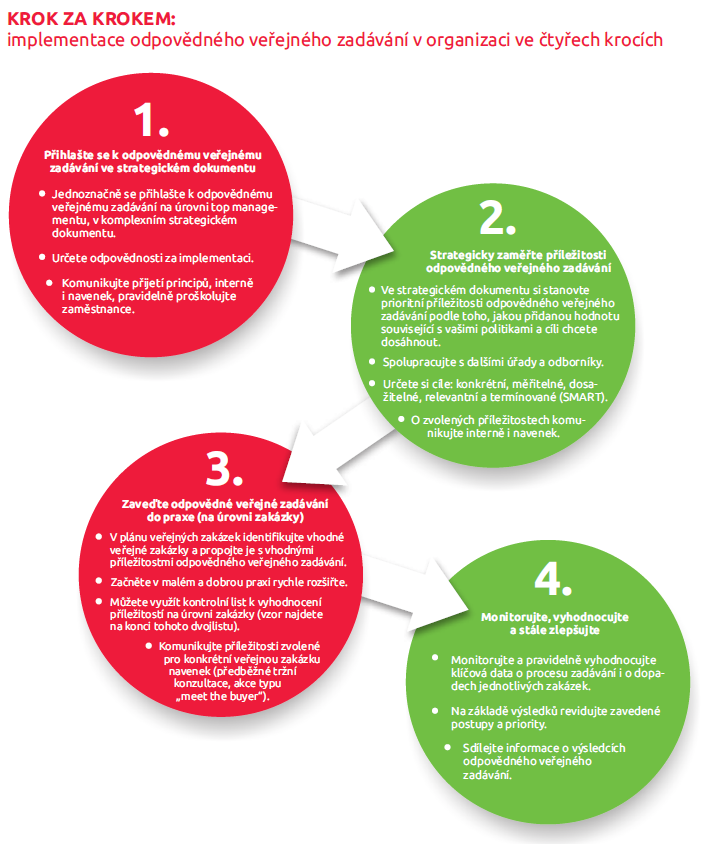 KROK ZA KROKEM:
implementace odpovědného veřejného zadávání v organizaci ve čtyřech krocích
1.
Přihlašte se k odpovědnému veřejnému
zadávání ve strategickém dokumentu
• Jednoznačně se přihlašte k odpovědnému
veřejnému zadávání na úrovni top manage-
mentu, v komplexním strategickém
dokumentu.
• Určete odpovědnosti za implementaci.
• Komunikujte přijetí principů, interně
i navenek, pravidelně proškolujte
zaměstnance.
2.
Strategicky zaměřte příležitosti
odpovědného veřejného zadávání
• Ve strategickém dokumentu si stanovte
prioritní příležitosti odpovědného veřejného
zadávání podle toho, jakou přidanou hodnotu
související s vašimi politikami a cíli chcete
dosáhnout.
• Spolupracujte s dalšími úřady a odborníky.
• Určete si cíle: konkrétní, měřitelné, dosa-
žitelné, relevantní a termínované (SMART).
• O zvolených příležitostech komu-
nikujte interně i navenek.
3.
Zaveďte odpovědné veřejné zadávání
do praxe (na úrovni zakázky)
• V plánu veřejných zakázek identifikujte vhodné
veřejné zakázky a propojte je s vhodnými
příležitostmi odpovědného veřejného zadávání.
• Začněte v malém a dobrou praxi rychle rozšiřte.
• Můžete využít kontrolní list k vyhodnocení
příležitostí na úrovni zakázky (vzor najdete
na konci tohoto dvojlistu).
• Komunikujte příležitosti zvolené
pro konkrétní veřejnou zakázku
navenek (předběžné tržní
konzultace, akce typu
„meet the buyer“).
4.
Monitorujte, vyhodnocujte
a stále zlepšujte
• Monitorujte a pravidelně vyhodnocujte
klíčová data o procesu zadávání i o dopa-
dech jednotlivých zakázek.
• Na základě výsledků revidujte zavedené
postupy a priority.
• Sdílejte informace o výsledcích
odpovědného veřejného
zadávání.